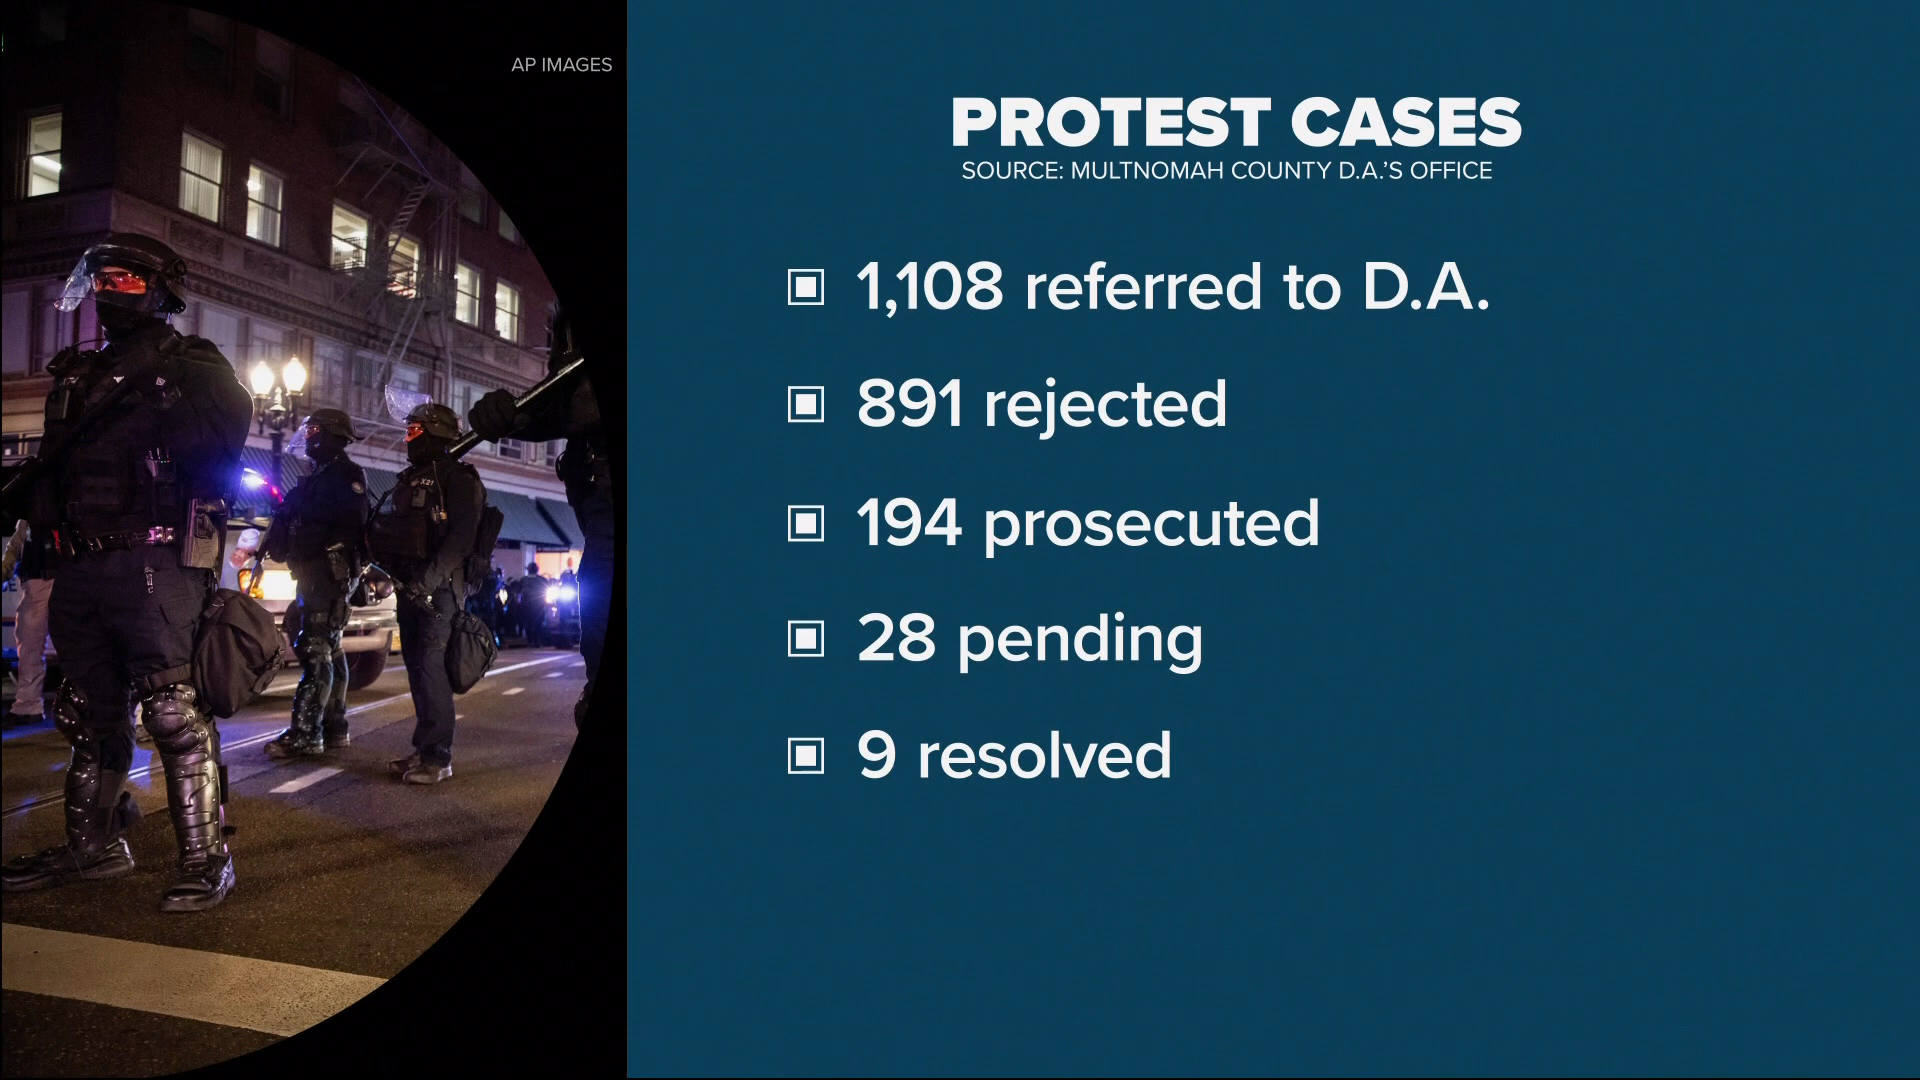 AP IMAGES
PROTEST CASES
SOURCE: MULTNOMAH COUNTY D.A.'S OFFICE
1,108 referred to D.A.
891 rejected
194 prosecuted
28 pending
9 resolved
X21